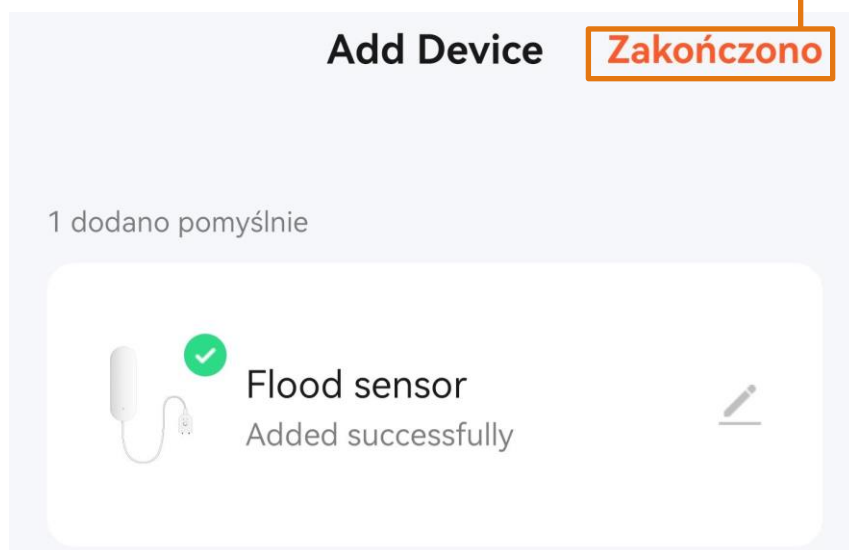 Add Device Zakończono
1 dodano pomyślnie
Flood sensor
Added successfully